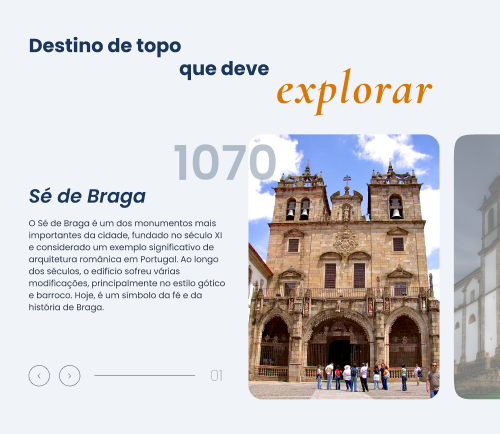 Destino de topo
que deve
explorar
1070
Sé de Braga
O Sé de Braga é um dos monumentos mais
importantes da cidade, fundado no século XI
e considerado um exemplo significativo de
arquitetura românica em Portugal. Ao longo
dos séculos, o edifício sofreu várias
modificações, principalmente no estilo gótico
e barroco. Hoje, é um símbolo da fé e da
história de Braga.
01